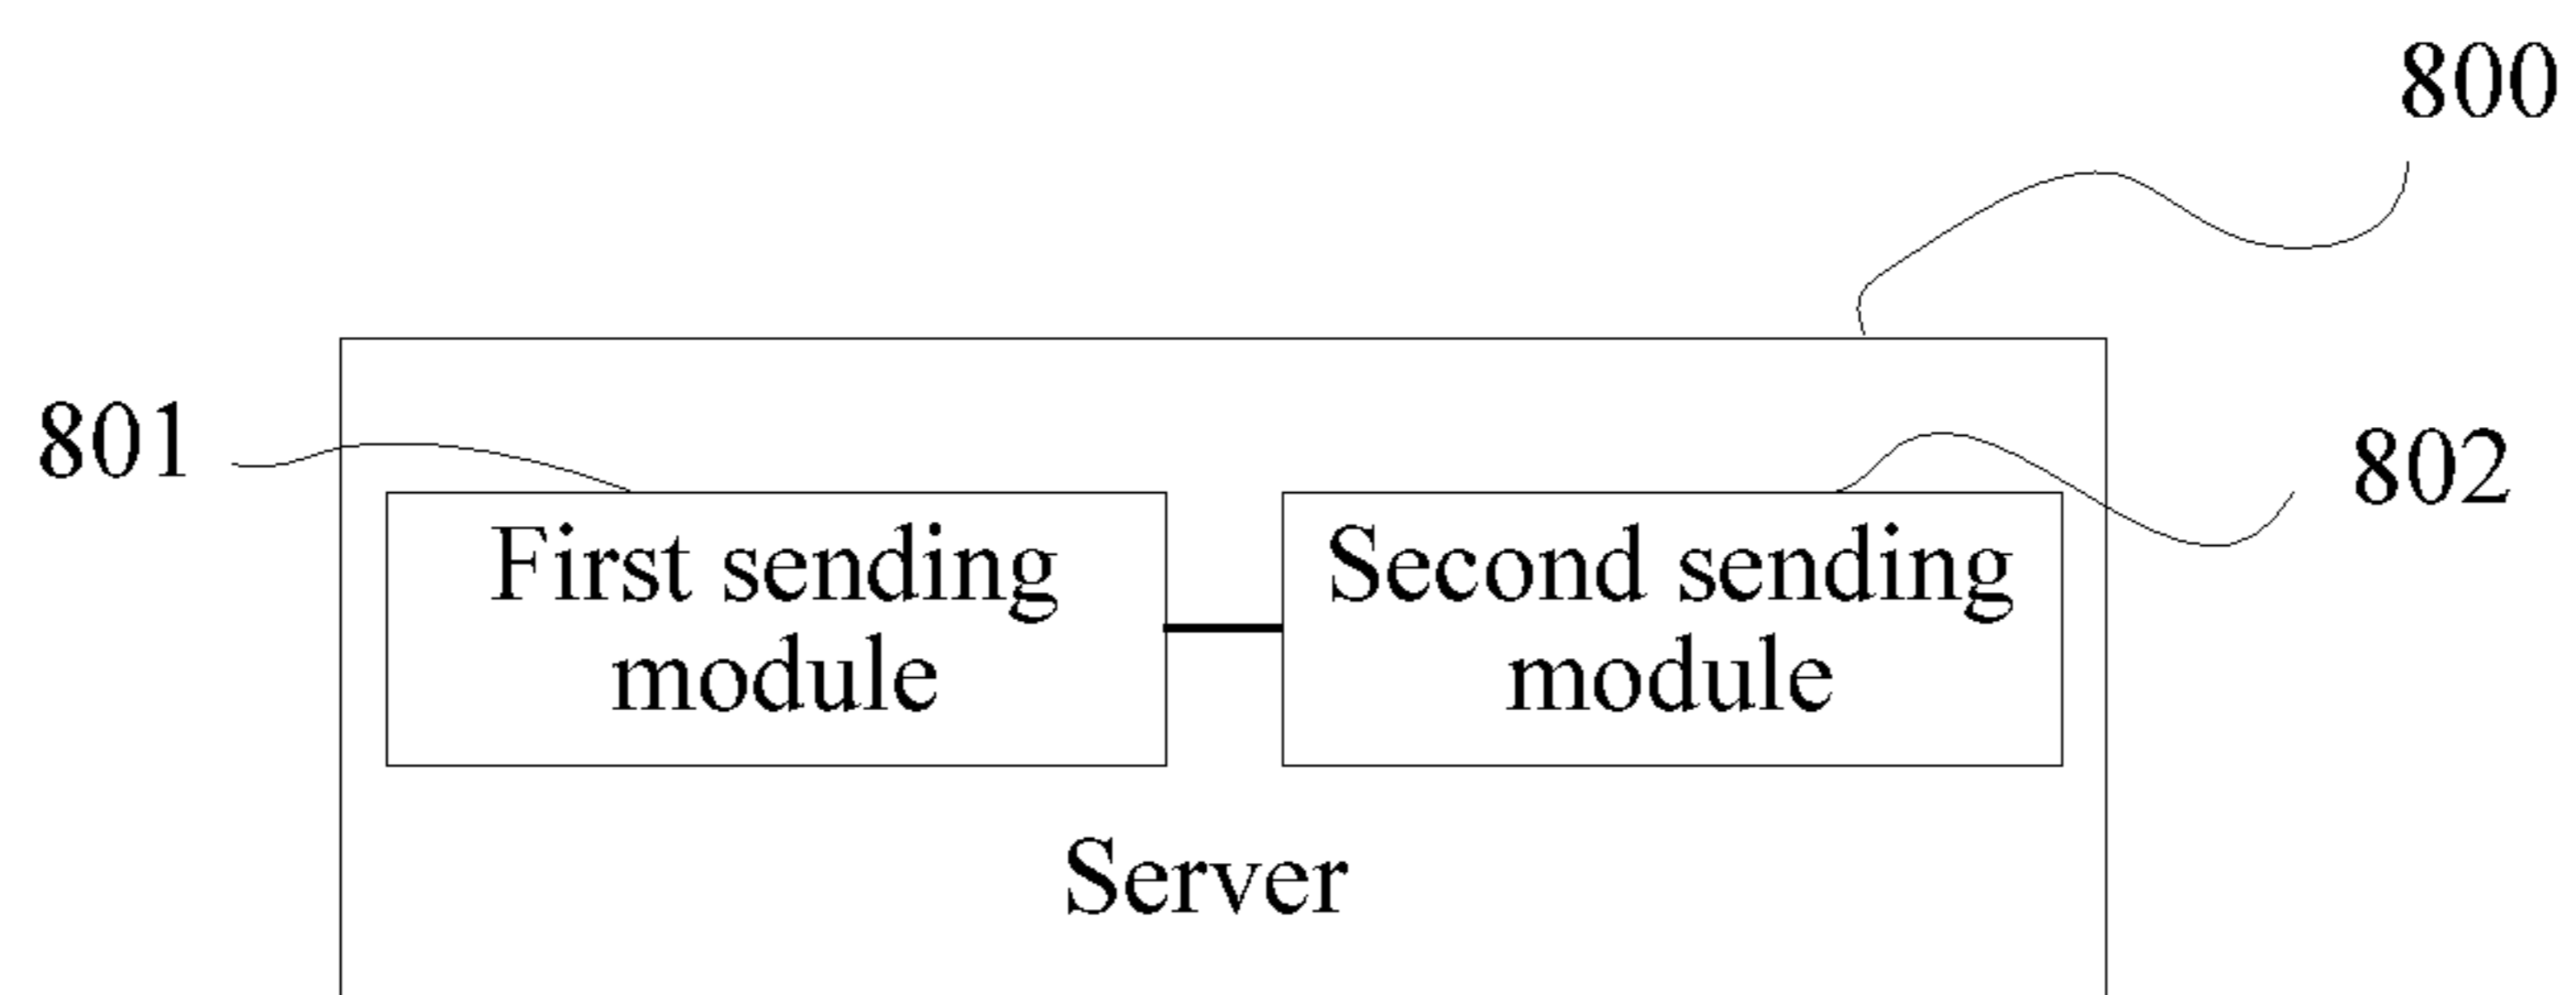 800
801
802
First sending
module
Second sending
module
Server